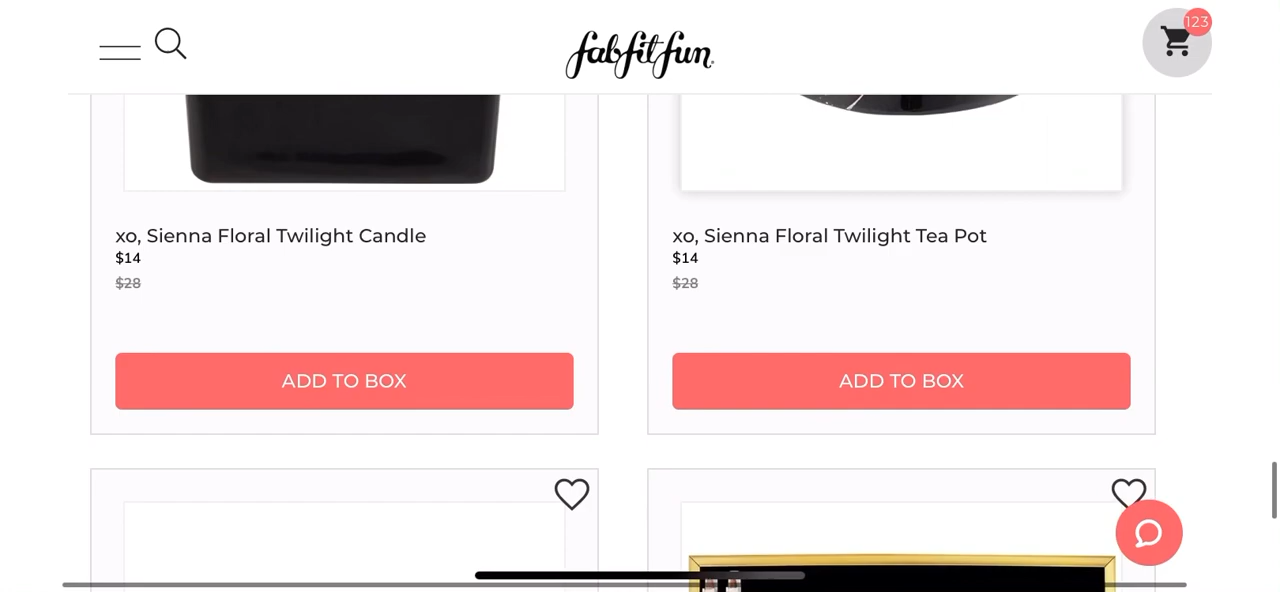 123
fabfitfun
xo, Sienna Floral Twilight Candle
$14
$28
ADD TO BOX
xo, Sienna Floral Twilight Tea Pot
$14
$28
ADD TO BOX